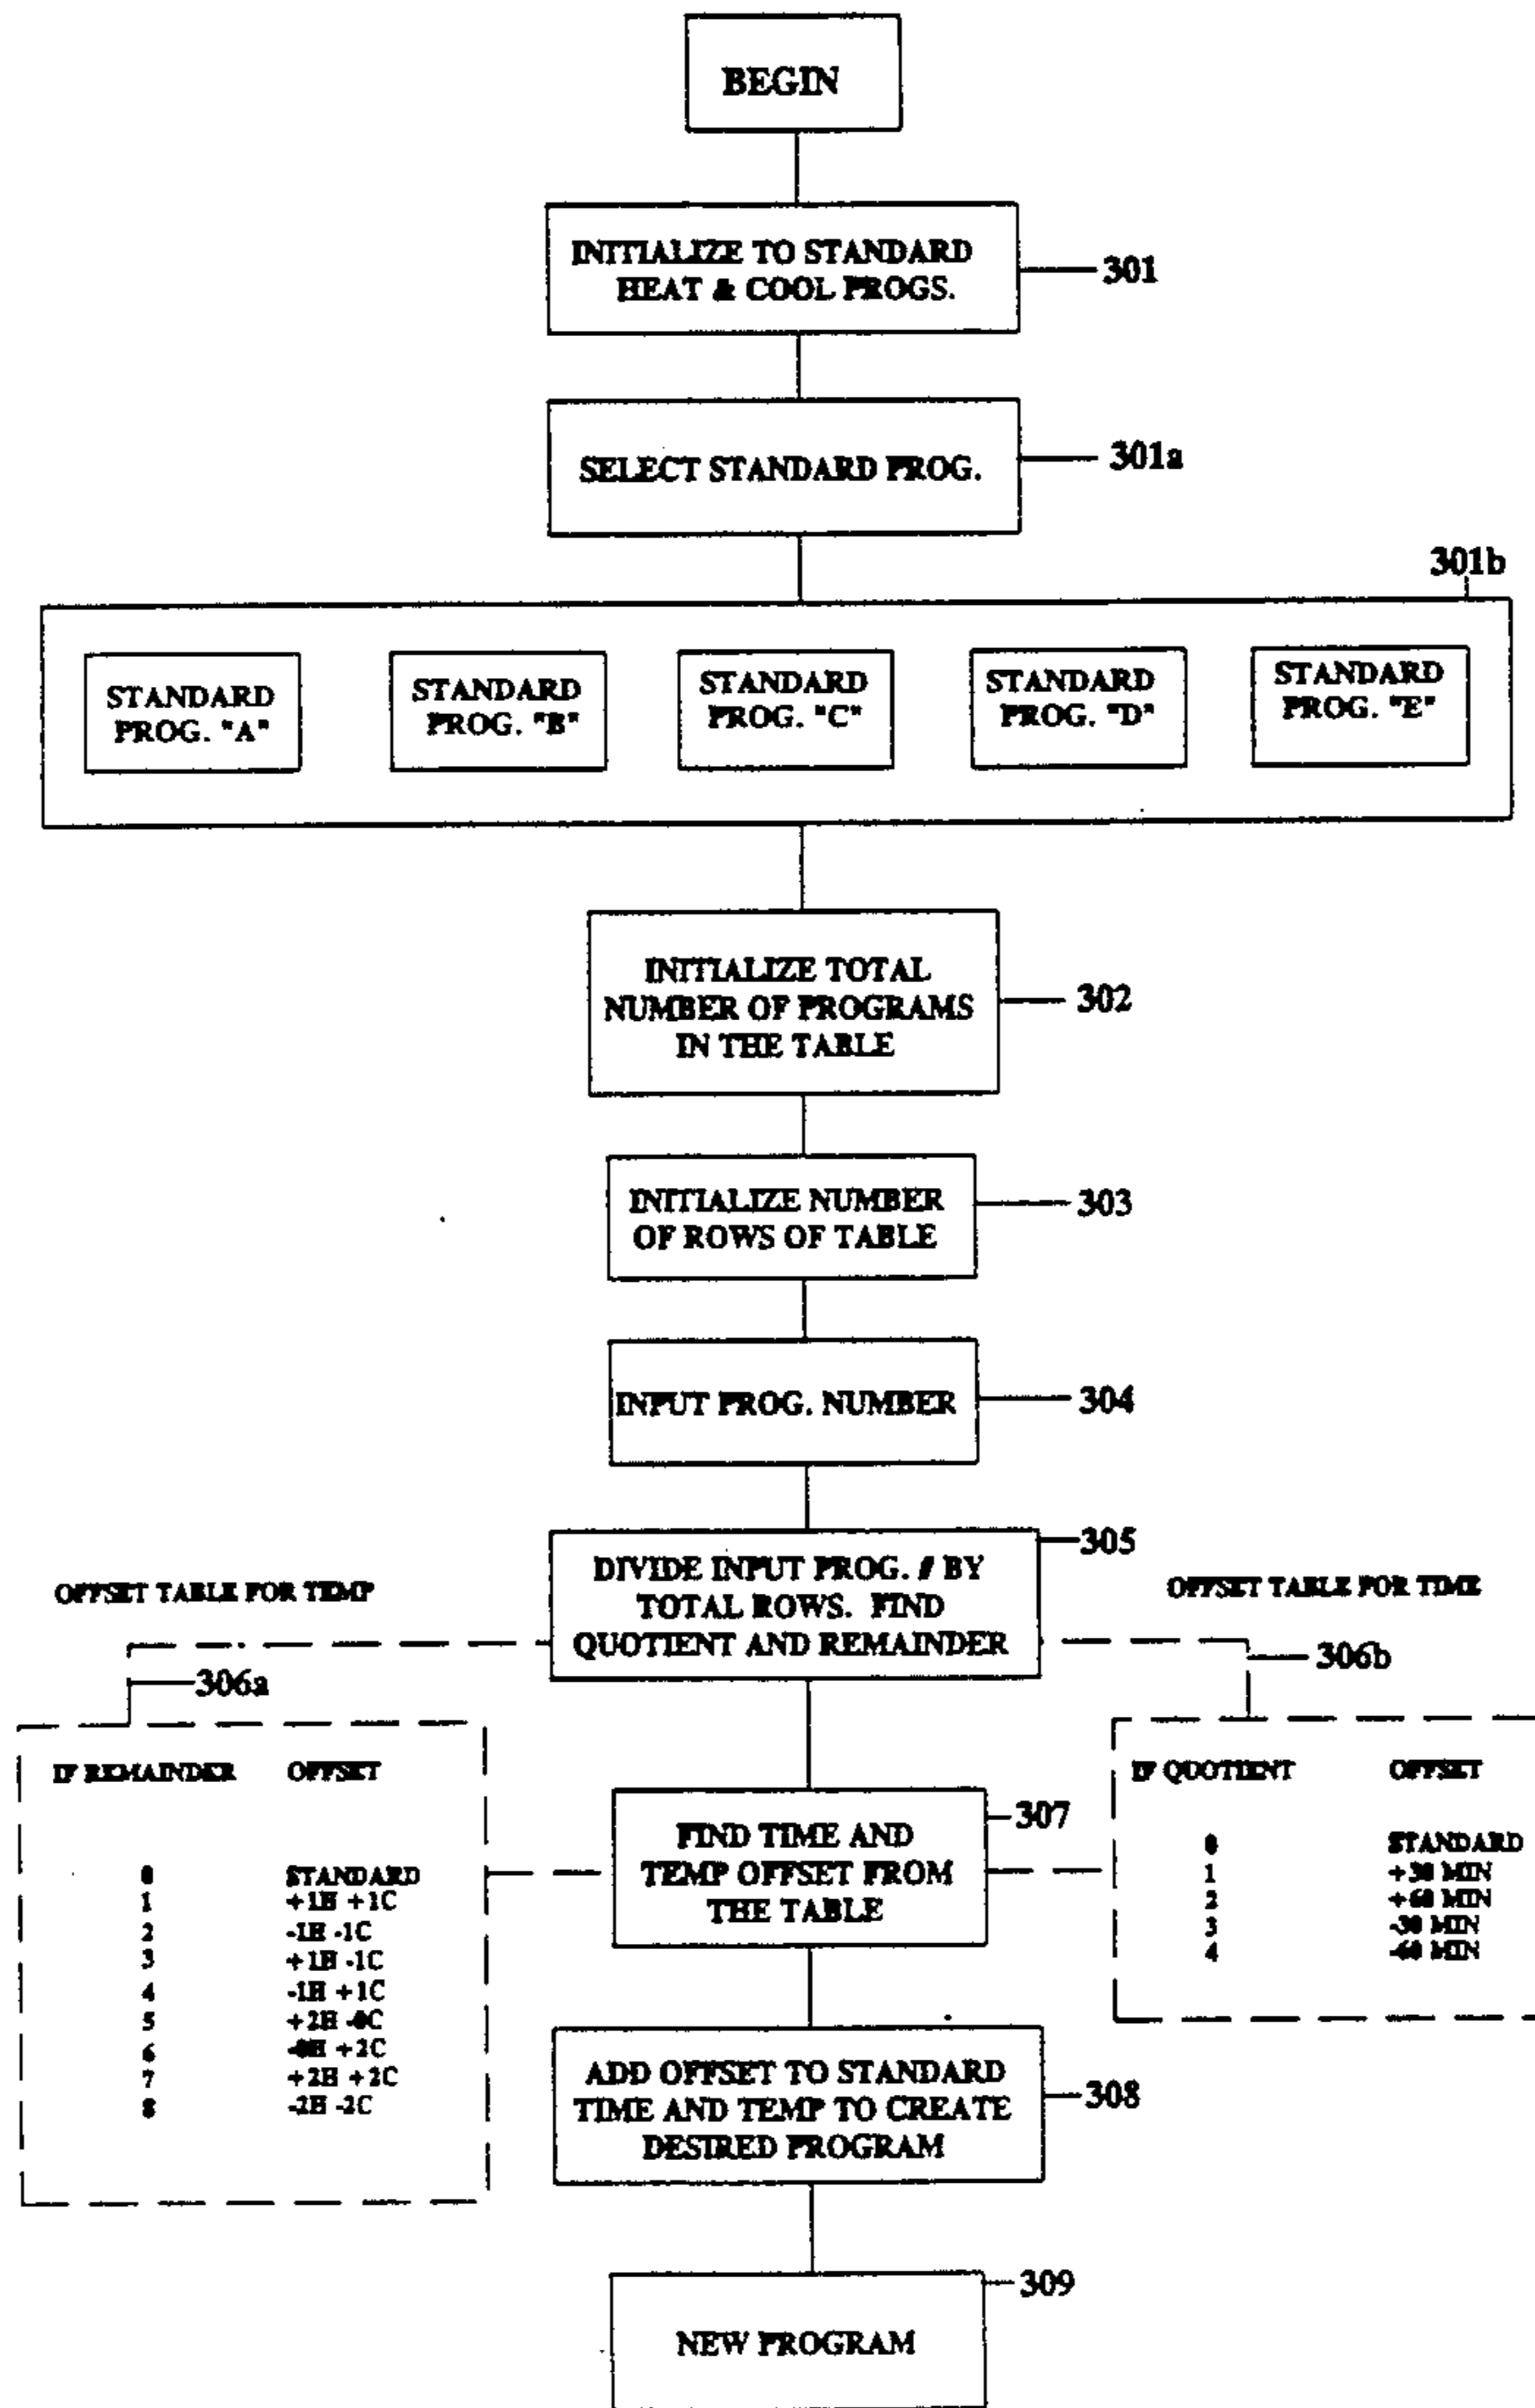 BEGIN
INITIALIZE TO STANDARD
HEAT & COOL PROGS.
301
SELECT STANDARD PROG.
301a
301b
STANDARD
PROG. "A"
STANDARD
PROG. "B"
STANDARD
PROG. "C"
STANDARD
PROG. "D"
STANDARD
PROG. "E"
INITIALIZE TOTAL
NUMBER OF PROGRAMS
IN THE TABLE
302
INITIALIZE NUMBER
OF ROWS OF TABLE
303
INPUT PROG. NUMBER
304
DIVIDE INPUT PROG. # BY
TOTAL ROWS. FIND
QUOTIENT AND REMAINDER
305
OFFSET TABLE FOR TEMP
306a
IF REMAINDER OFFSET
0 STANDARD
1 +1H +1C
2 -1H -1C
3 +1H -1C
4 -1H +1C
5 +2H -0C
6 -0H +2C
7 +2H +2C
8 -2H -2C
OFFSET TABLE FOR TIME
306b
IF QUOTIENT OFFSET
0 STANDARD
1 +30 MIN
2 +60 MIN
3 -30 MIN
4 -60 MIN
FIND TIME AND
TEMP OFFSET FROM
THE TABLE
307
ADD OFFSET TO STANDARD
TIME AND TEMP TO CREATE
DESIRED PROGRAM
308
NEW PROGRAM
309